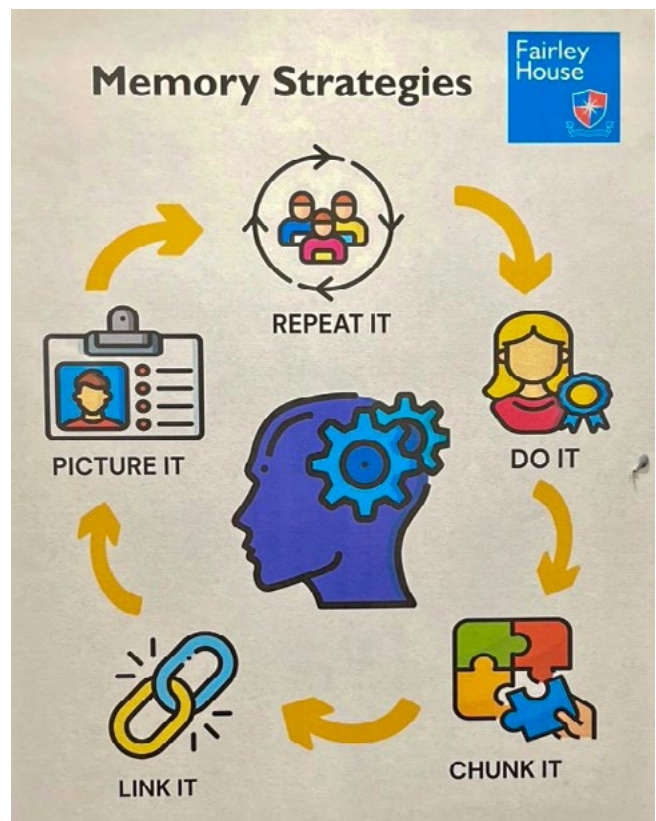 Memory Strategies
Fairley
House
REPEAT IT
DO IT
CHUNK IT
LINK IT
PICTURE IT